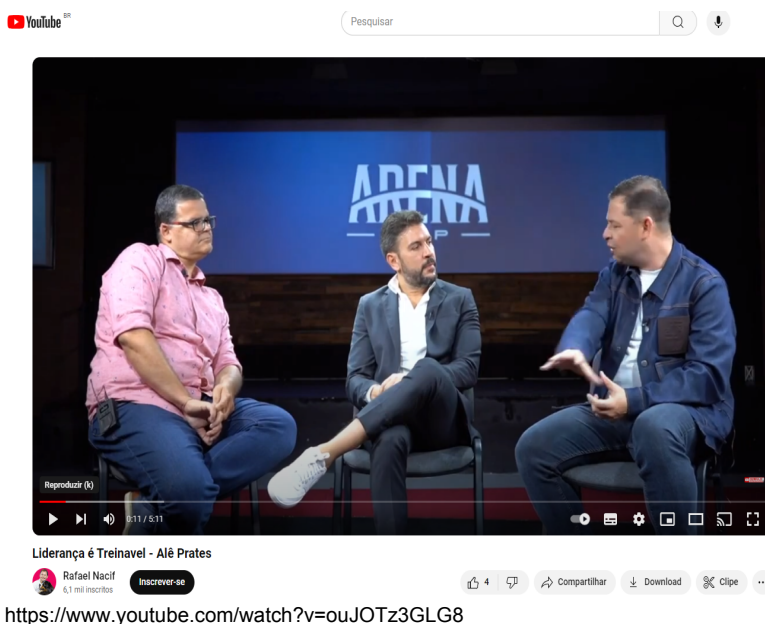 YouTube BR
Pesquisar
ARENA
Reproduzir (k)
0:11 / 5:11
Liderança é Treinavel - Alê Prates
Rafael Nacif
6,1 mil inscritos
Inscrever-se
4
Compartilhar
Download
Clipe
https://www.youtube.com/watch?v=ouJOTz3GLG8